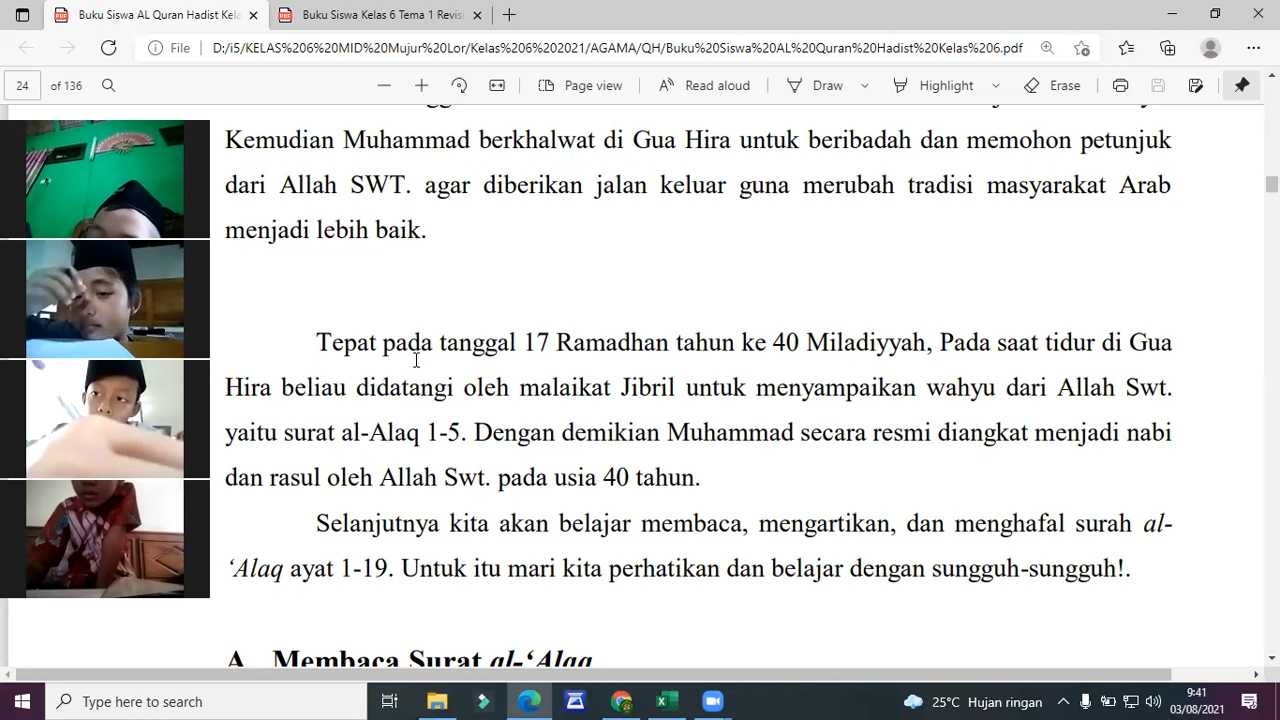 Buku Siswa AL Quran Hadist Kela
Buku Siswa Kelas 6 Tema 1 Revis
File
D:/i5/KELAS%206%20MID%20Mujur%20Lor/Kelas%206%202021/AGAMA/QH/Buku%20Siswa%20AL%20Quran%20Hadist%20Kelas%206.pdf
24 of 136
Page view
Read aloud
Draw
Highlight
Erase
Kemudian Muhammad berkhalwat di Gua Hira untuk beribadah dan memohon petunjuk
dari Allah SWT. agar diberikan jalan keluar guna merubah tradisi masyarakat Arab
menjadi lebih baik.
Tepat pada tanggal 17 Ramadhan tahun ke 40 Miladiyyah, Pada saat tidur di Gua
Hira beliau didatangi oleh malaikat Jibril untuk menyampaikan wahyu dari Allah Swt.
yaitu surat al-Alaq 1-5. Dengan demikian Muhammad secara resmi diangkat menjadi nabi
dan rasul oleh Allah Swt. pada usia 40 tahun.
Selanjutnya kita akan belajar membaca, mengartikan, dan menghafal surah al-
‘Alaq ayat 1-19. Untuk itu mari kita perhatikan dan belajar dengan sungguh-sungguh!.
A. Membaca Surat al-‘Alaq
Type here to search
25°C Hujan ringan
9:41
03/08/2021